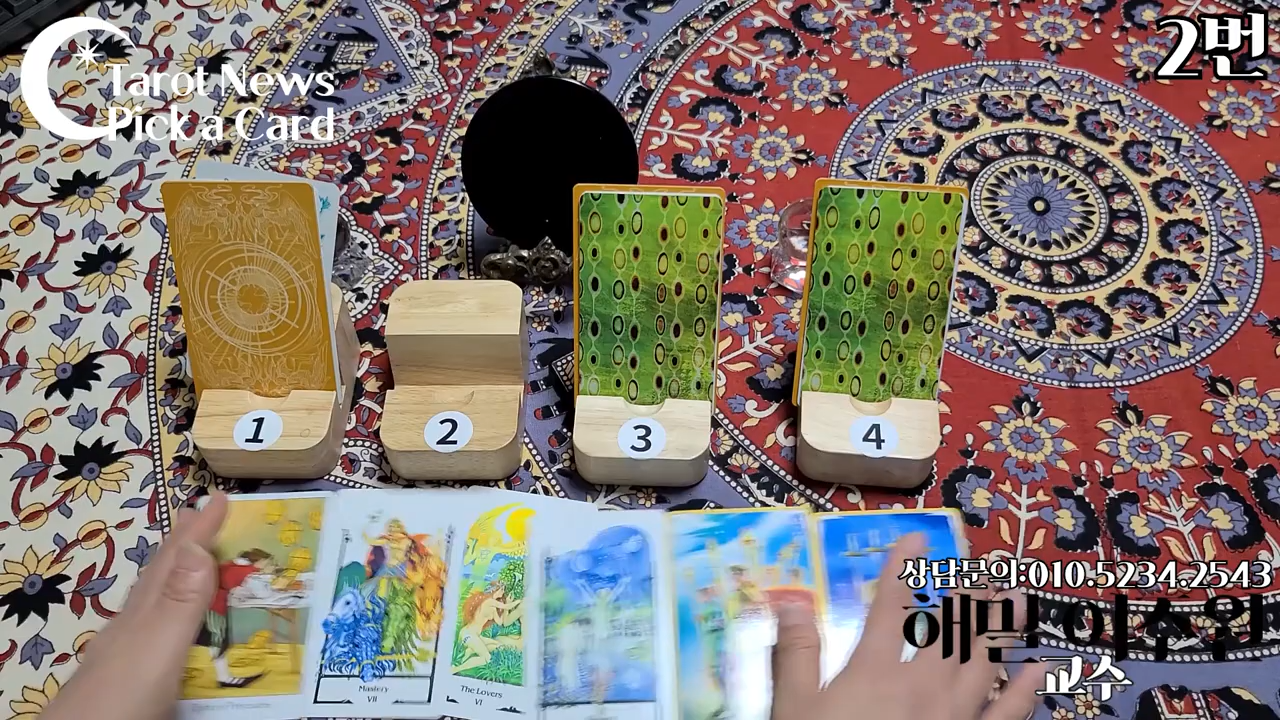 Tarot News
Pick a Card
2번
1
2
3
4
Mastery
VII
The Lovers
VI
상담문의:010.5234.2543
해밀 이주원
교수